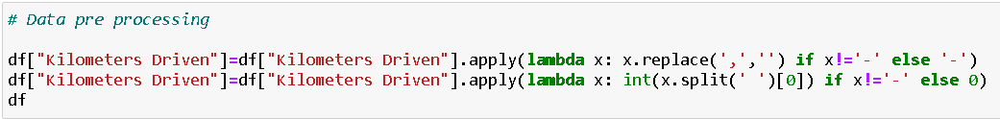 # Data pre processing
df["Kilometers Driven"]=df["Kilometers Driven"].apply(lambda x: x.replace(',','') if x!='-' else '-')
df["Kilometers Driven"]=df["Kilometers Driven"].apply(lambda x: int(x.split(' ')[0]) if x!='-' else 0)
df